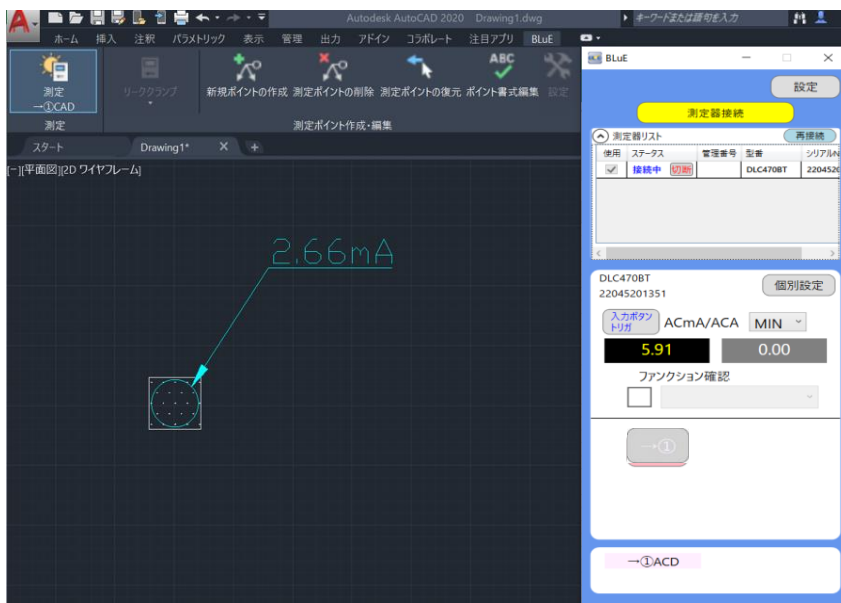 Autodesk AutoCAD 2020 Drawing1.dwg
キーワードまたは語句を入力
ホーム 挿入 注釈 パラメトリック 表示 管理 出力 アドイン コラボレート 注目アプリ BLuE
測定
→①CAD
リーククランプ
新規ポイントの作成 測定ポイントの削除 測定ポイントの復元 ABC ポイント書式編集 設定
測定
測定ポイント作成・編集
スタート Drawing1* +
[−][平面図][2D ワイヤフレーム]
2.66mA
BLuE
設定
測定器接続
測定器リスト 再接続
使用 ステータス 管理番号 型番 シリアルN
接続中 切断 DLC470BT 2204520
DLC470BT
22045201351
個別設定
入力ボタン
トリガ
ACmA/ACA MIN
5.91 0.00
ファンクション確認
→①
→①ACD